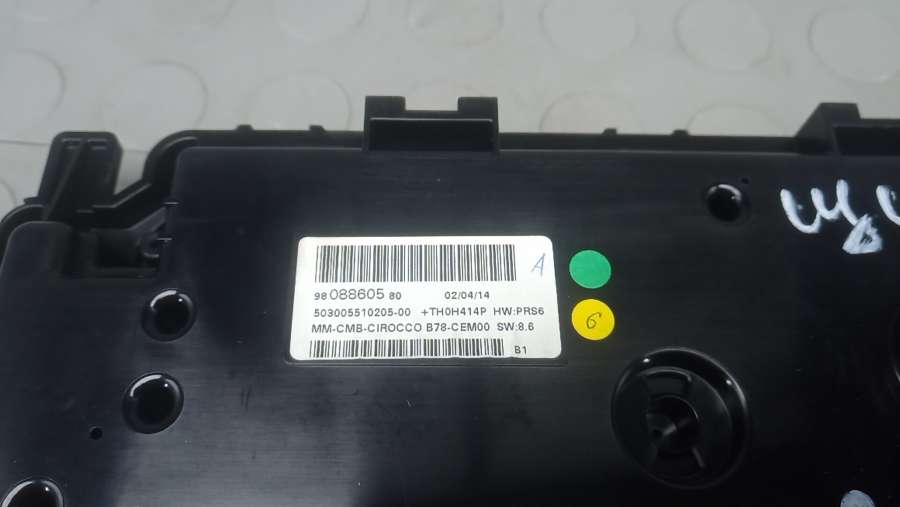 A
98 088605 80 02/04/14
503005510205-00 +TH0H414P HW:PRS6
MM-CMB-CIROCCO B78-CEM00 SW:8.6
B1
6